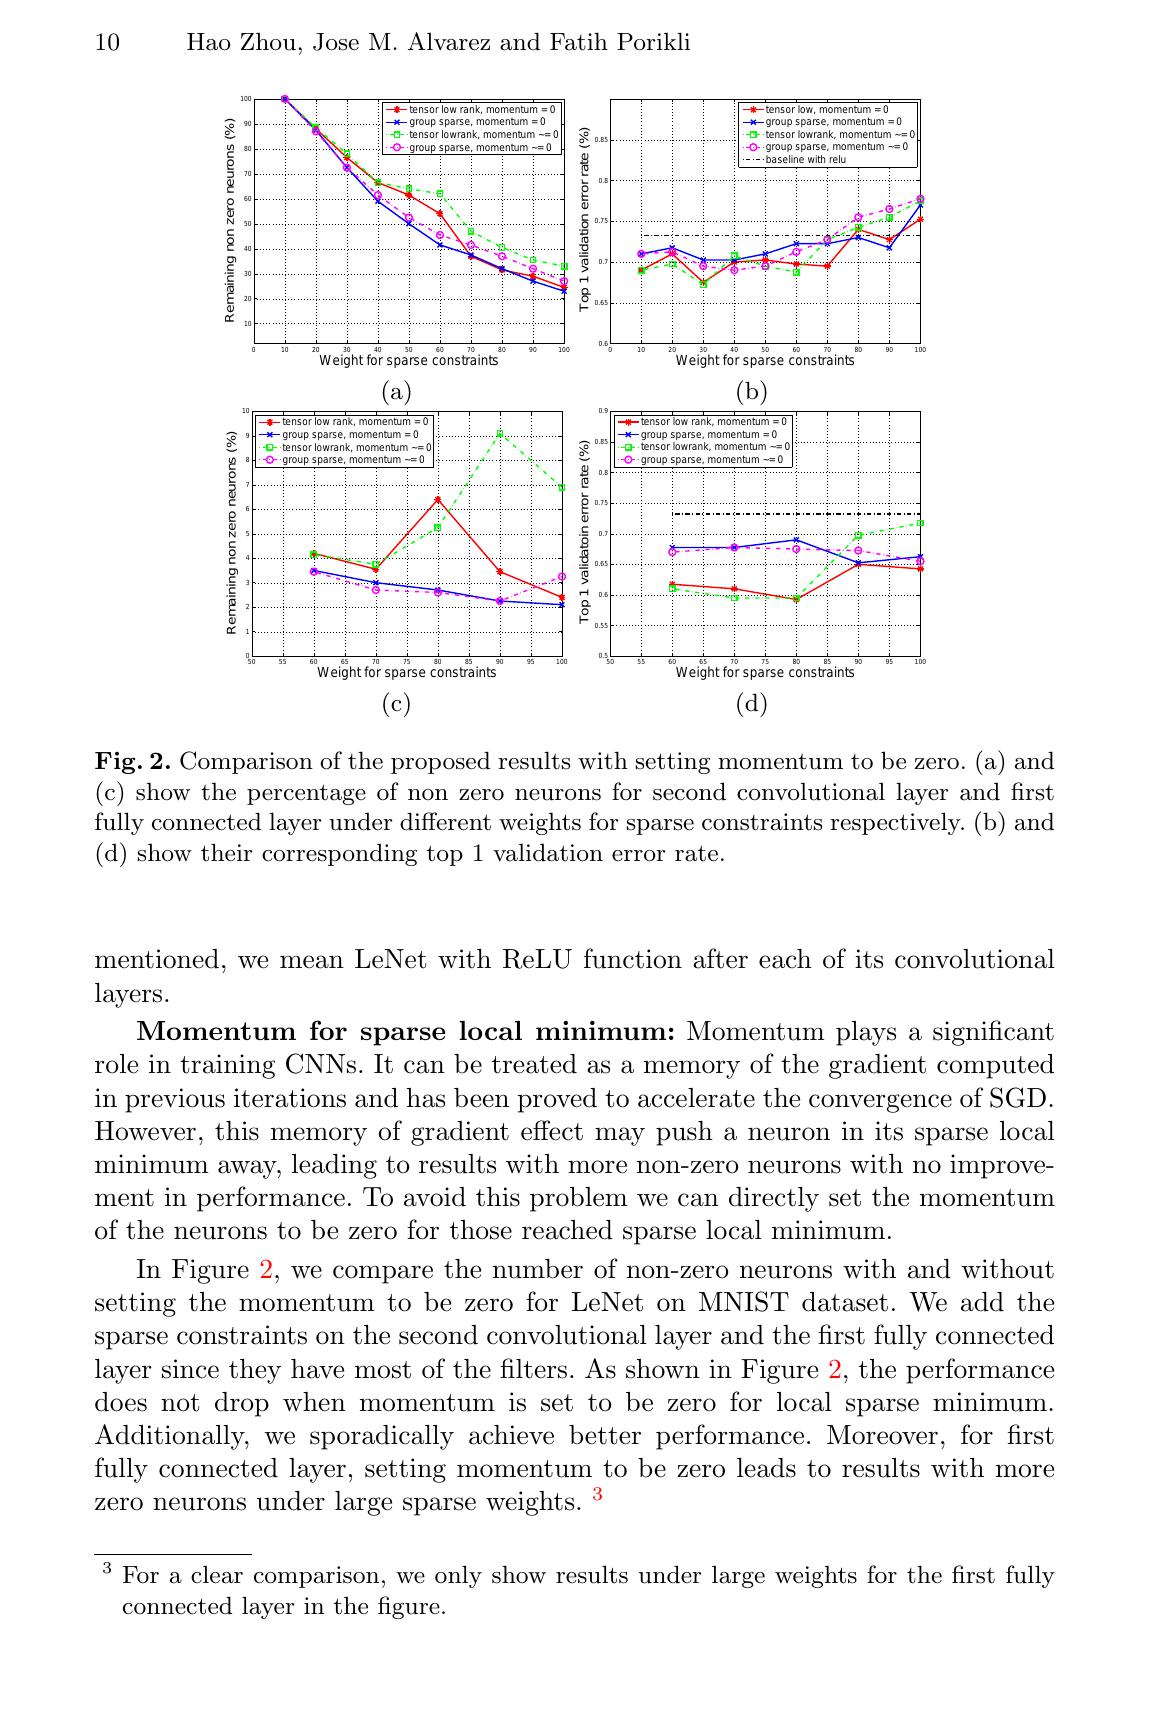 10 Hao Zhou, Jose M. Alvarez and Fatih Porikli
Remaining non zero neurons (%)
100
90
80
70
60
50
40
30
20
10
0 10 20 30 40 50 60 70 80 90 100
Weight for sparse constraints
tensor low rank, momentum = 0
group sparse, momentum = 0
tensor lowrank, momentum ~= 0
group sparse, momentum ~= 0
(a)
Top 1 validation error rate (%)
0.85
0.8
0.75
0.7
0.65
0.6
0 10 20 30 40 50 60 70 80 90 100
Weight for sparse constraints
tensor low, momentum = 0
group sparse, momentum = 0
tensor lowrank, momentum ~= 0
group sparse, momentum ~= 0
baseline with relu
(b)
Remaining non zero neurons (%)
10
9
8
7
6
5
4
3
2
1
0
50 55 60 65 70 75 80 85 90 95 100
Weight for sparse constraints
tensor low rank, momentum = 0
group sparse, momentum = 0
tensor lowrank, momentum ~= 0
group sparse, momentum ~= 0
(c)
Top 1 validatoin error rate (%)
0.9
0.85
0.8
0.75
0.7
0.65
0.6
0.55
0.5
50 55 60 65 70 75 80 85 90 95 100
Weight for sparse constraints
tensor low rank, momentum = 0
group sparse, momentum = 0
tensor lowrank, momentum ~= 0
group sparse, momentum ~= 0
(d)
Fig. 2. Comparison of the proposed results with setting momentum to be zero. (a) and
(c) show the percentage of non zero neurons for second convolutional layer and first
fully connected layer under different weights for sparse constraints respectively. (b) and
(d) show their corresponding top 1 validation error rate.
mentioned, we mean LeNet with ReLU function after each of its convolutional
layers.
Momentum for sparse local minimum: Momentum plays a significant
role in training CNNs. It can be treated as a memory of the gradient computed
in previous iterations and has been proved to accelerate the convergence of SGD.
However, this memory of gradient effect may push a neuron in its sparse local
minimum away, leading to results with more non-zero neurons with no improve-
ment in performance. To avoid this problem we can directly set the momentum
of the neurons to be zero for those reached sparse local minimum.
In Figure 2, we compare the number of non-zero neurons with and without
setting the momentum to be zero for LeNet on MNIST dataset. We add the
sparse constraints on the second convolutional layer and the first fully connected
layer since they have most of the filters. As shown in Figure 2, the performance
does not drop when momentum is set to be zero for local sparse minimum.
Additionally, we sporadically achieve better performance. Moreover, for first
fully connected layer, setting momentum to be zero leads to results with more
zero neurons under large sparse weights. 3
3 For a clear comparison, we only show results under large weights for the first fully
connected layer in the figure.